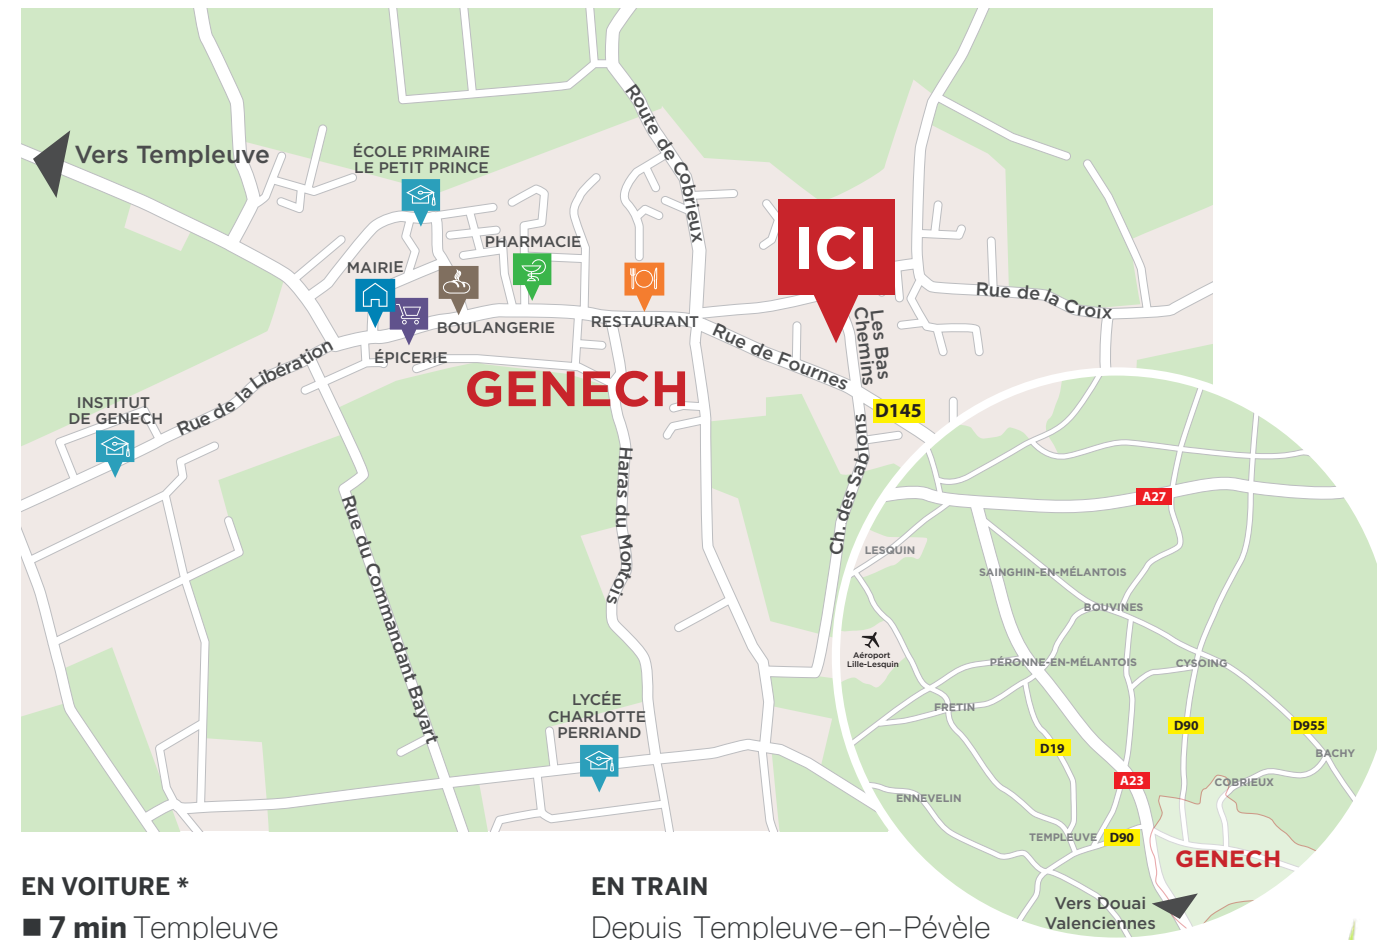 Vers Templeuve
ÉCOLE PRIMAIRE
LE PETIT PRINCE
Route de Cobrieux
PHARMACIE
MAIRIE
ICI
BOULANGERIE
RESTAURANT
ÉPICERIE
Rue de la Croix
Les Bas
Chemins
Rue de Fournes
Rue de la Libération
GENECH
INSTITUT
DE GENECH
D145
Ch. des Sablons
Haras du Montois
Rue du Commandant Bayart
LYCÉE
CHARLOTTE
PERRIAND
A27
LESQUIN
SAINGHIN-EN-MÉLANTOIS
BOUVINES
Aéroport
Lille-Lesquin
PÉRONNE-EN-MÉLANTOIS
CYSOING
FRETIN
D90
D955
D19
BACHY
A23
COBRIEUX
ENNEVELIN
TEMPLEUVE
D90
GENECH
Vers Douai
Valenciennes
EN VOITURE *
■ 7 min Templeuve
EN TRAIN
Depuis Templeuve-en-Pévèle